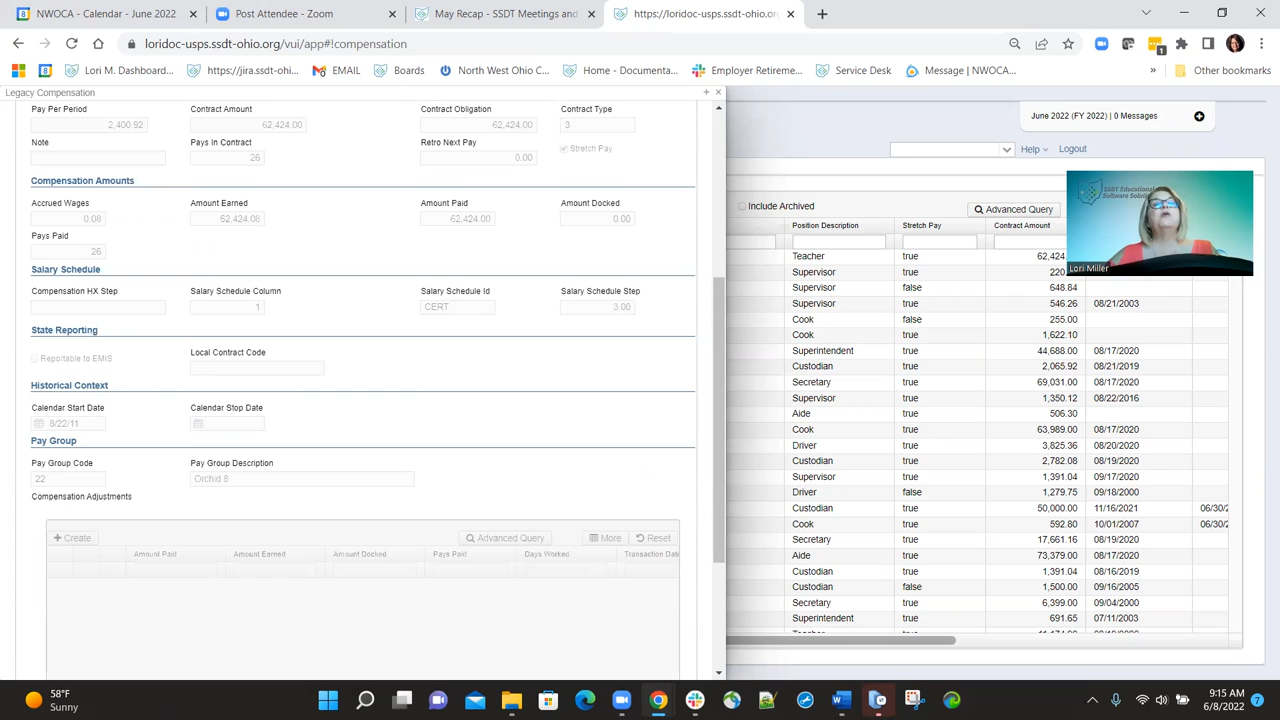 NWOCA - Calendar - June 2022
Post Attendee - Zoom
May Recap - SSDT Meetings and
https://loridoc-usps.ssdt-ohio.org
loridoc-usps.ssdt-ohio.org/vui/app#!compensation
1
Lori M. Dashboard...
https://jira.ssdt-ohi...
EMAIL
Boards
North West Ohio C...
Home - Documenta...
Employer Retireme...
Service Desk
Message | NWOCA...
»
Other bookmarks
Legacy Compensation
June 2022 (FY 2022) | 0 Messages
Help
Logout
Pay Per Period
Contract Amount
Contract Obligation
Contract Type
2,400.92
62,424.00
62,424.00
3
Note
Pays In Contract
Retro Next Pay
Stretch Pay
26
0.00
Compensation Amounts
Accrued Wages
Amount Earned
Amount Paid
Amount Docked
0.08
62,424.08
62,424.00
0.00
Pays Paid
26
Salary Schedule
Compensation HX Step
Salary Schedule Column
Salary Schedule Id
Salary Schedule Step
1
CERT
3.00
State Reporting
Reportable to EMIS
Local Contract Code
Historical Context
Calendar Start Date
Calendar Stop Date
8/22/11
Pay Group
Pay Group Code
Pay Group Description
22
Orchid 8
Compensation Adjustments
Create
Advanced Query
More
Reset
Amount Paid
Amount Earned
Amount Docked
Pays Paid
Days Worked
Transaction Date
Include Archived
Advanced Query
Position Description
Stretch Pay
Contract Amount
Teacher true 62,424.
Supervisor true 220
Supervisor false 648.84
Supervisor true 546.26 08/21/2003
Cook false 255.00
Cook true 1,622.10
Superintendent true 44,688.00 08/17/2020
Custodian true 2,065.92 08/21/2019
Secretary true 69,031.00 08/17/2020
Supervisor true 1,350.12 08/22/2016
Aide true 506.30
Cook true 63,989.00 08/17/2020
Driver true 3,825.36 08/20/2020
Custodian true 2,782.08 08/19/2020
Supervisor true 1,391.04 09/17/2020
Driver false 1,279.75 09/18/2000
Custodian true 50,000.00 11/16/2021 06/30/2
Cook true 592.80 10/01/2007 06/30/2
Secretary true 17,661.16 08/19/2020
Aide true 73,379.00 08/17/2020
Custodian true 1,391.04 08/16/2019
Custodian false 1,500.00 09/16/2005
Secretary true 6,399.00 09/04/2000
Superintendent true 691.65 07/11/2003
SSDT Educational
Software Solutions
Lori Miller
58°F
Sunny
9:15 AM
6/8/2022